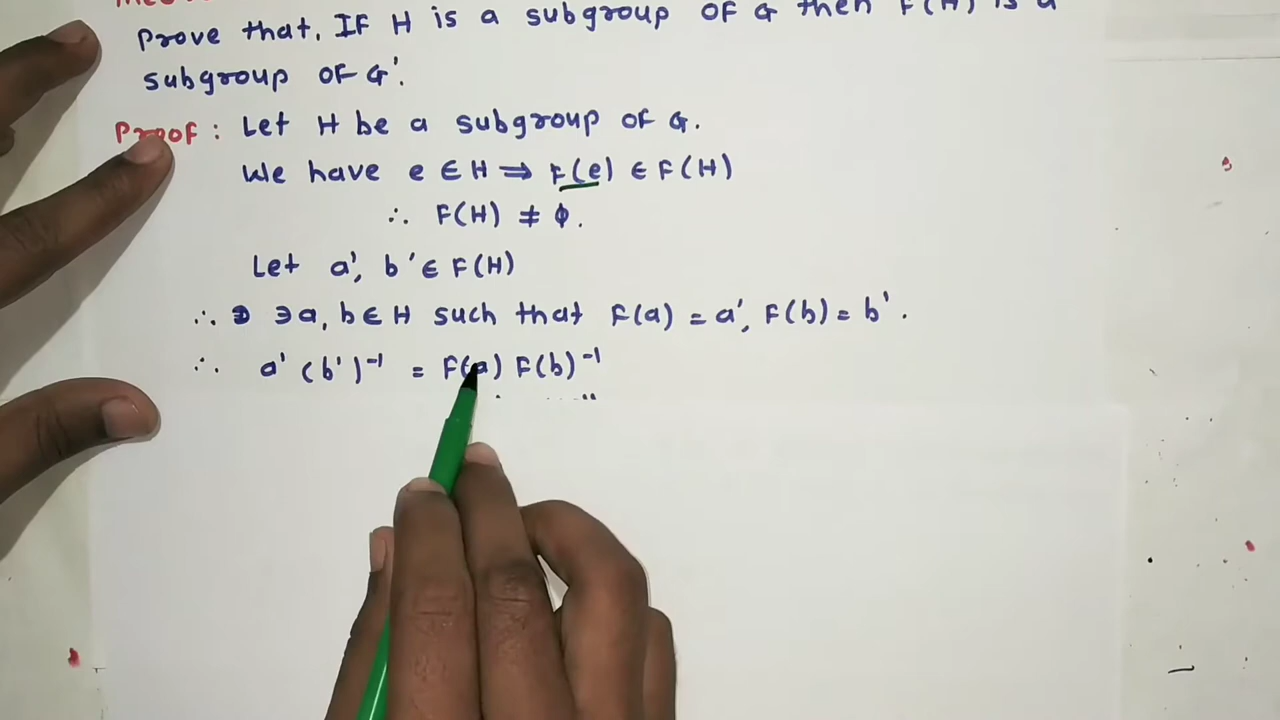 Prove that, IF H is a subgroup OF G then F(H) is a
subgroup OF G'.
Proof: Let H be a subgroup OF G.
We have e ∈ H ⇒ F(e) ∈ F(H)
∴ F(H) ≠ φ.
Let a', b' ∈ F(H)
∴ ∃ a, b ∈ H such that F(a) = a', F(b) = b'.
∴ a' (b')⁻¹ = F(a) F(b)⁻¹